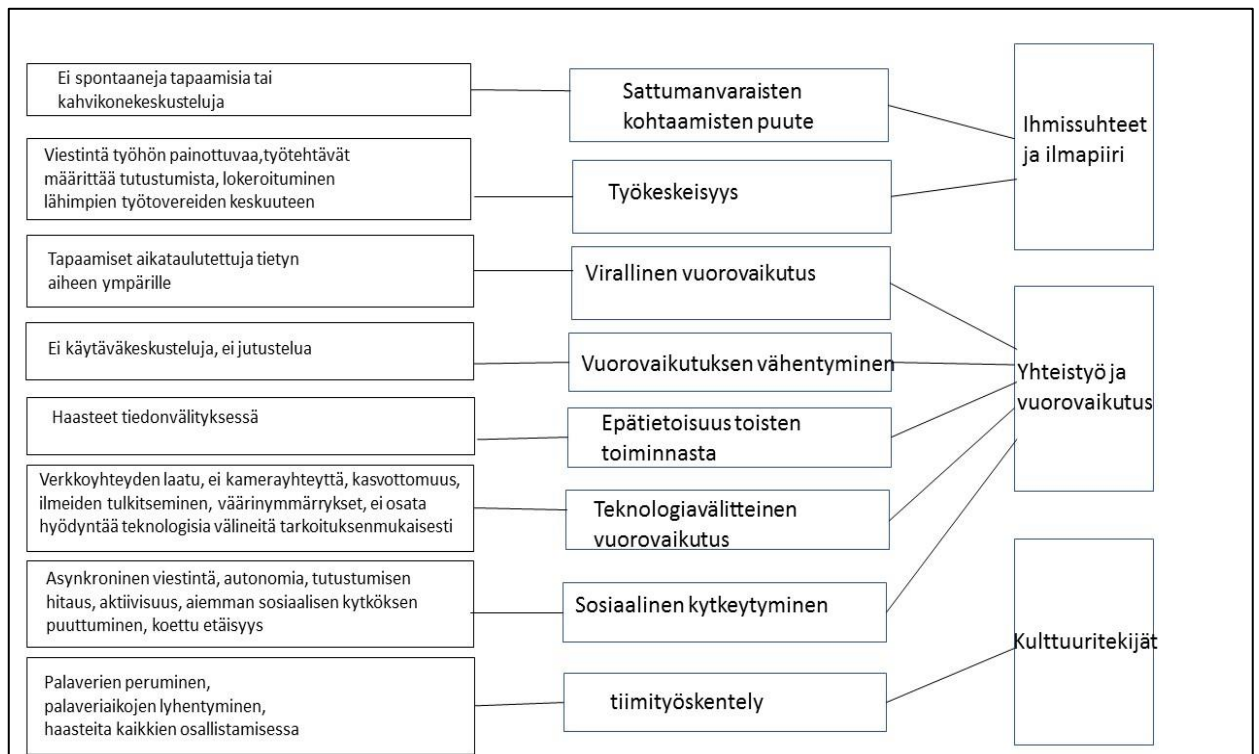 Ei spontaaneja tapaamisia tai
kahvikonekeskusteluja
Sattumanvaraisten
kohtaamisten puute
Ihmissuhteet
ja ilmapiiri
Viestintä työhön painottuvaa,työtehtävät
määrittää tutustumista, lokeroituminen
lähimpien työtovereiden keskuuteen
Työkeskeisyys
Tapaamiset aikataulutettuja tietyn
aiheen ympärille
Virallinen vuorovaikutus
Ei käytäväkeskusteluja, ei jutustelua
Vuorovaikutuksen vähentyminen
Yhteistyö ja
vuorovaikutus
Haasteet tiedonvälityksessä
Epätietoisuus toisten
toiminnasta
Verkkoyhteyden laatu, ei kamerayhteyttä, kasvottomuus,
ilmeiden tulkitseminen, väärinymmärrykset, ei osata
hyödyntää teknologisia välineitä tarkoituksenmukaisesti
Teknologiavälitteinen
vuorovaikutus
Asynkroninen viestintä, autonomia, tutustumisen
hitaus, aktiivisuus, aiemman sosiaalisen kytköksen
puuttuminen, koettu etäisyys
Sosiaalinen kytkeytyminen
Kulttuuritekijät
Palaverien peruminen,
palaveriaikojen lyhentyminen,
haasteita kaikkien osallistamisessa
tiimityöskentely